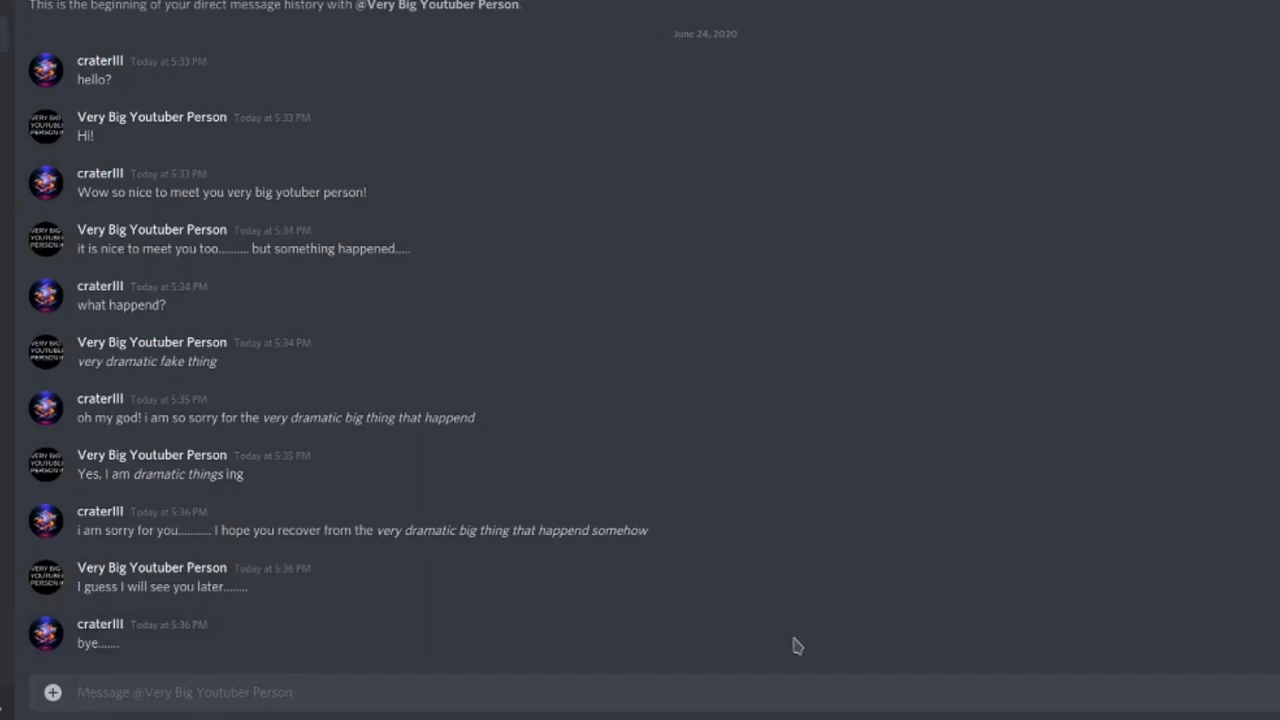 This is the beginning of your direct message history with @Very Big Youtuber Person.
June 24, 2020
craterlll Today at 5:33 PM
hello?
Very Big Youtuber Person Today at 5:33 PM
Hi!
craterlll Today at 5:33 PM
Wow so nice to meet you very big yotuber person!
Very Big Youtuber Person Today at 5:34 PM
it is nice to meet you too.......... but something happened.....
craterlll Today at 5:34 PM
what happend?
Very Big Youtuber Person Today at 5:34 PM
very dramatic fake thing
craterlll Today at 5:35 PM
oh my god! i am so sorry for the very dramatic big thing that happend
Very Big Youtuber Person Today at 5:35 PM
Yes, I am dramatic things ing
craterlll Today at 5:36 PM
i am sorry for you.......... I hope you recover from the very dramatic big thing that happend somehow
Very Big Youtuber Person Today at 5:36 PM
I guess I will see you later........
craterlll Today at 5:36 PM
bye.......
Message @Very Big Youtuber Person